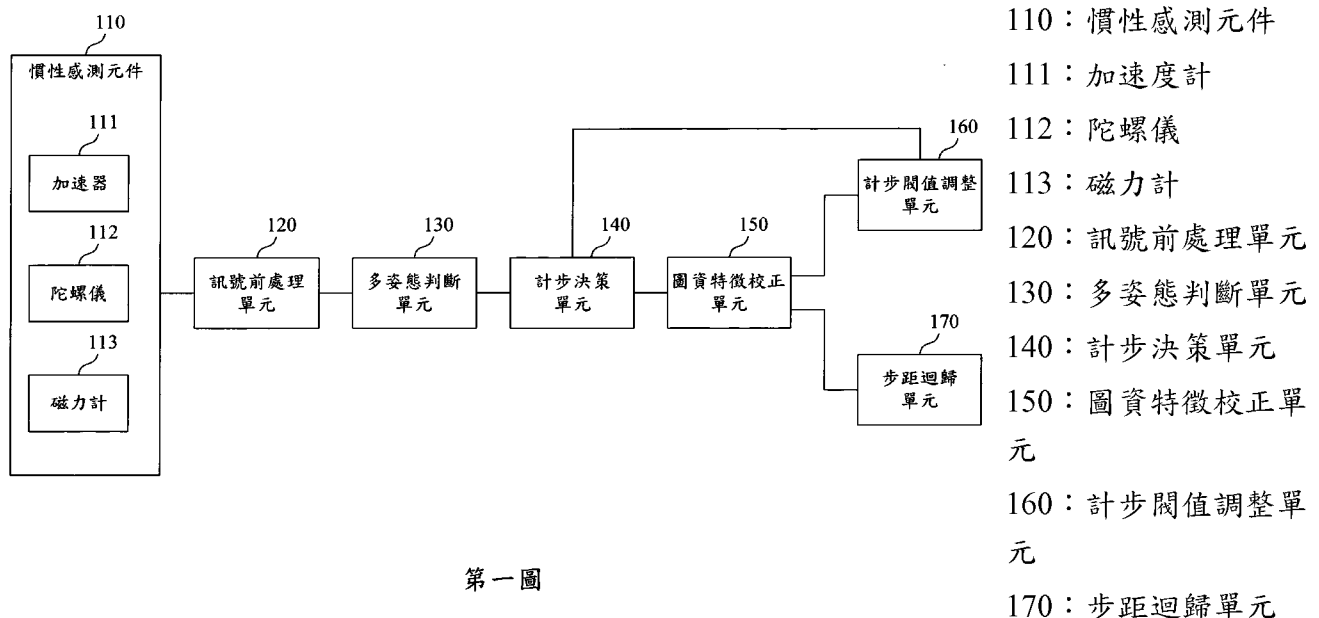 110
慣性感測元件
111
加速器
112
陀螺儀
113
磁力計
120
訊號前處理
單元
130
多姿態判斷
單元
140
計步決策
單元
150
圖資特徵校正
單元
160
計步閥值調整
單元
170
步距迴歸
單元
第一圖
110：慣性感測元件
111：加速度計
112：陀螺儀
113：磁力計
120：訊號前處理單元
130：多姿態判斷單元
140：計步決策單元
150：圖資特徵校正單
元
160：計步閥值調整單
元
170：步距迴歸單元